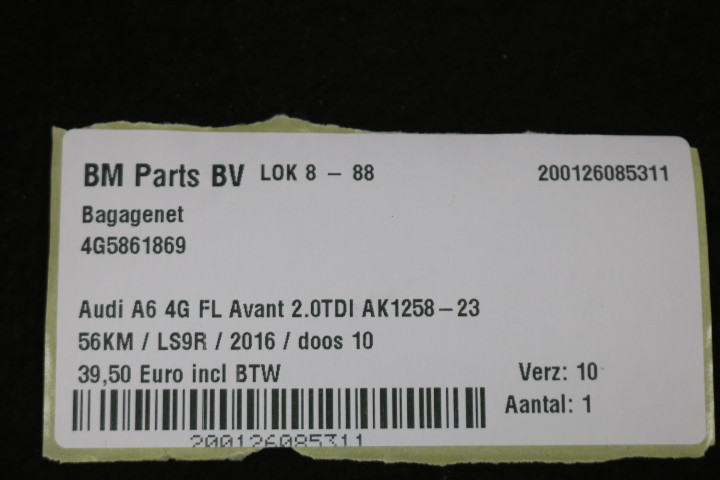 BM Parts BV LOK 8 - 88 200126085311
Bagagenet
4G5861869
Audi A6 4G FL Avant 2.0TDI AK1258-23
56KM / LS9R / 2016 / doos 10
39,50 Euro incl BTW Verz: 10
Aantal: 1
200126085311